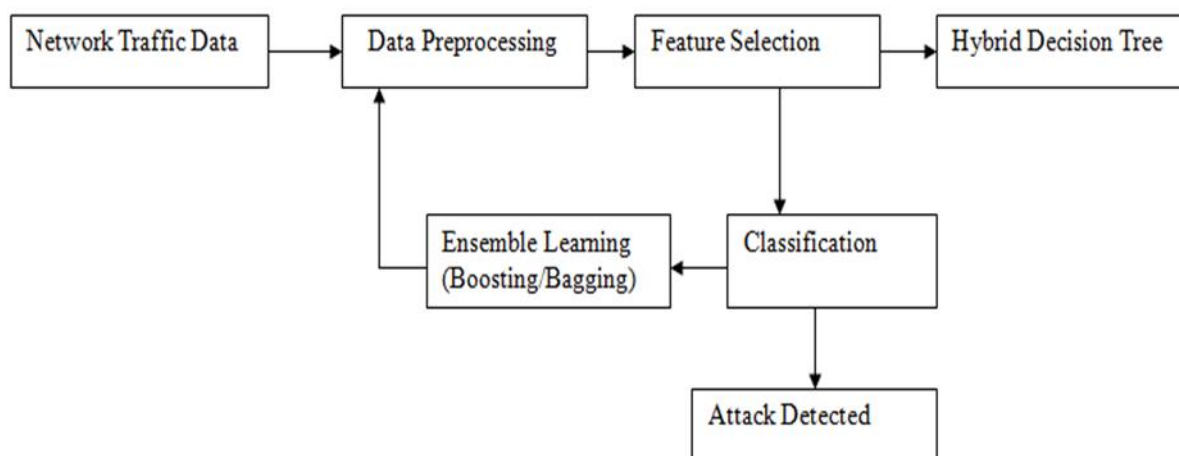 Network Traffic Data
Data Preprocessing
Feature Selection
Hybrid Decision Tree
Ensemble Learning
(Boosting/Bagging)
Classification
Attack Detected